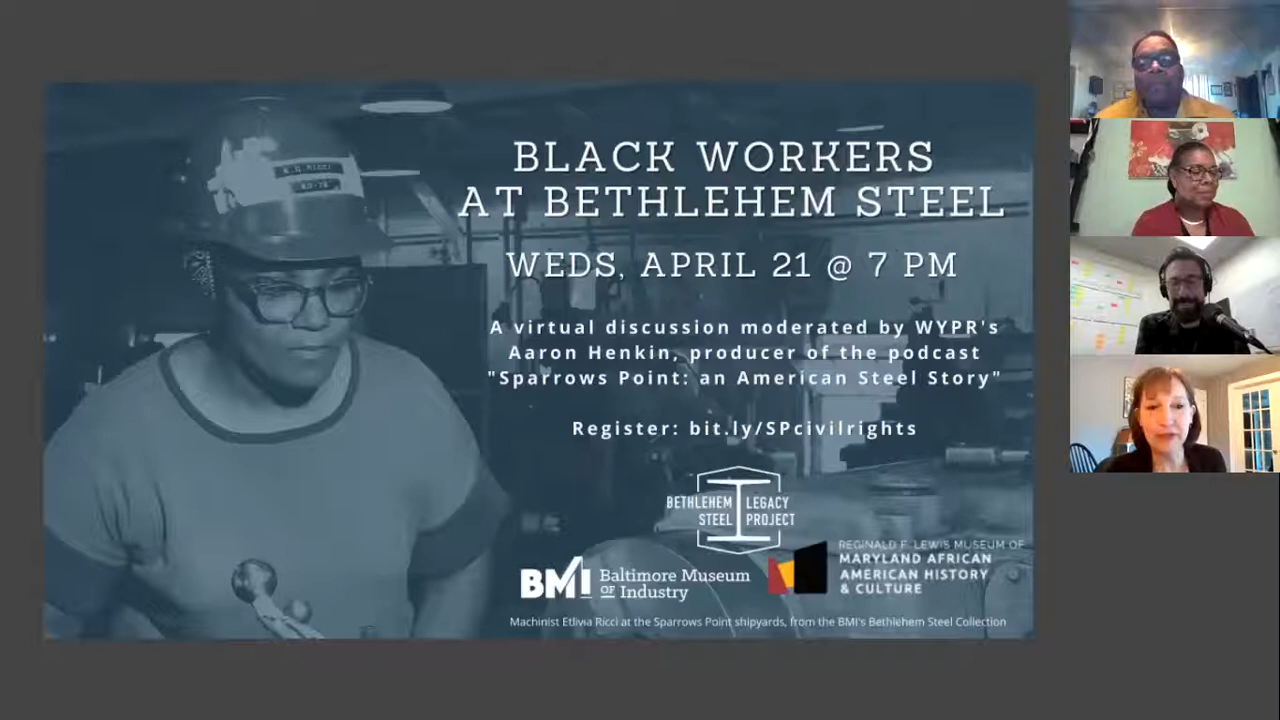 BLACK WORKERS
AT BETHLEHEM STEEL
WEDS, APRIL 21 @ 7 PM
A virtual discussion moderated by WYPR's
Aaron Henkin, producer of the podcast
"Sparrows Point: an American Steel Story"
Register: bit.ly/SPcivilrights
BETHLEHEM LEGACY
STEEL PROJECT
BMI Baltimore Museum
OF Industry
REGINALD F. LEWIS MUSEUM OF
MARYLAND AFRICAN
AMERICAN HISTORY
& CULTURE
Machinist Etlivia Ricci at the Sparrows Point shipyards, from the BMI's Bethlehem Steel Collection